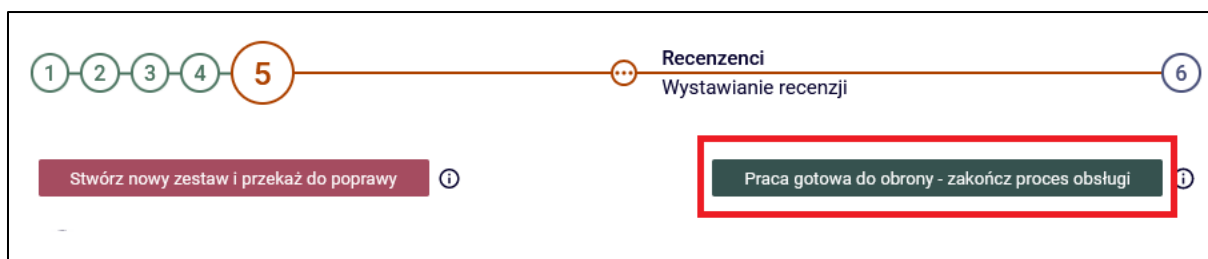 1 2 3 4 5
Recenzenci
Wystawianie recenzji
6
Stwórz nowy zestaw i przekaż do poprawy
Praca gotowa do obrony - zakończ proces obsługi